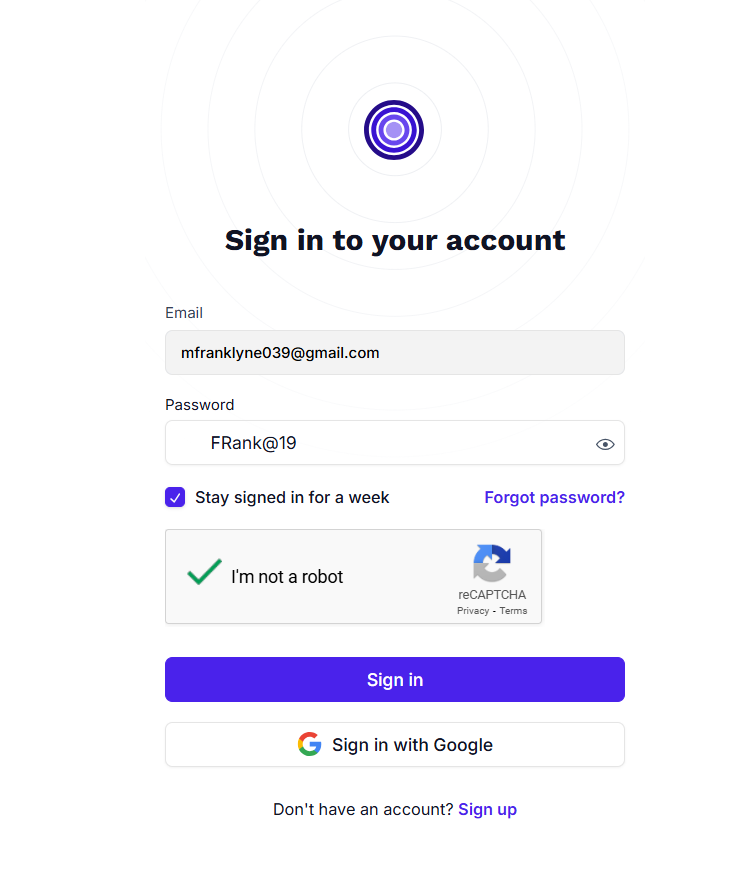 Sign in to your account
Email
mfranklyne039@gmail.com
Password
FRank@19
Stay signed in for a week Forgot password?
I'm not a robot
reCAPTCHA
Privacy - Terms
Sign in
Sign in with Google
Don't have an account? Sign up